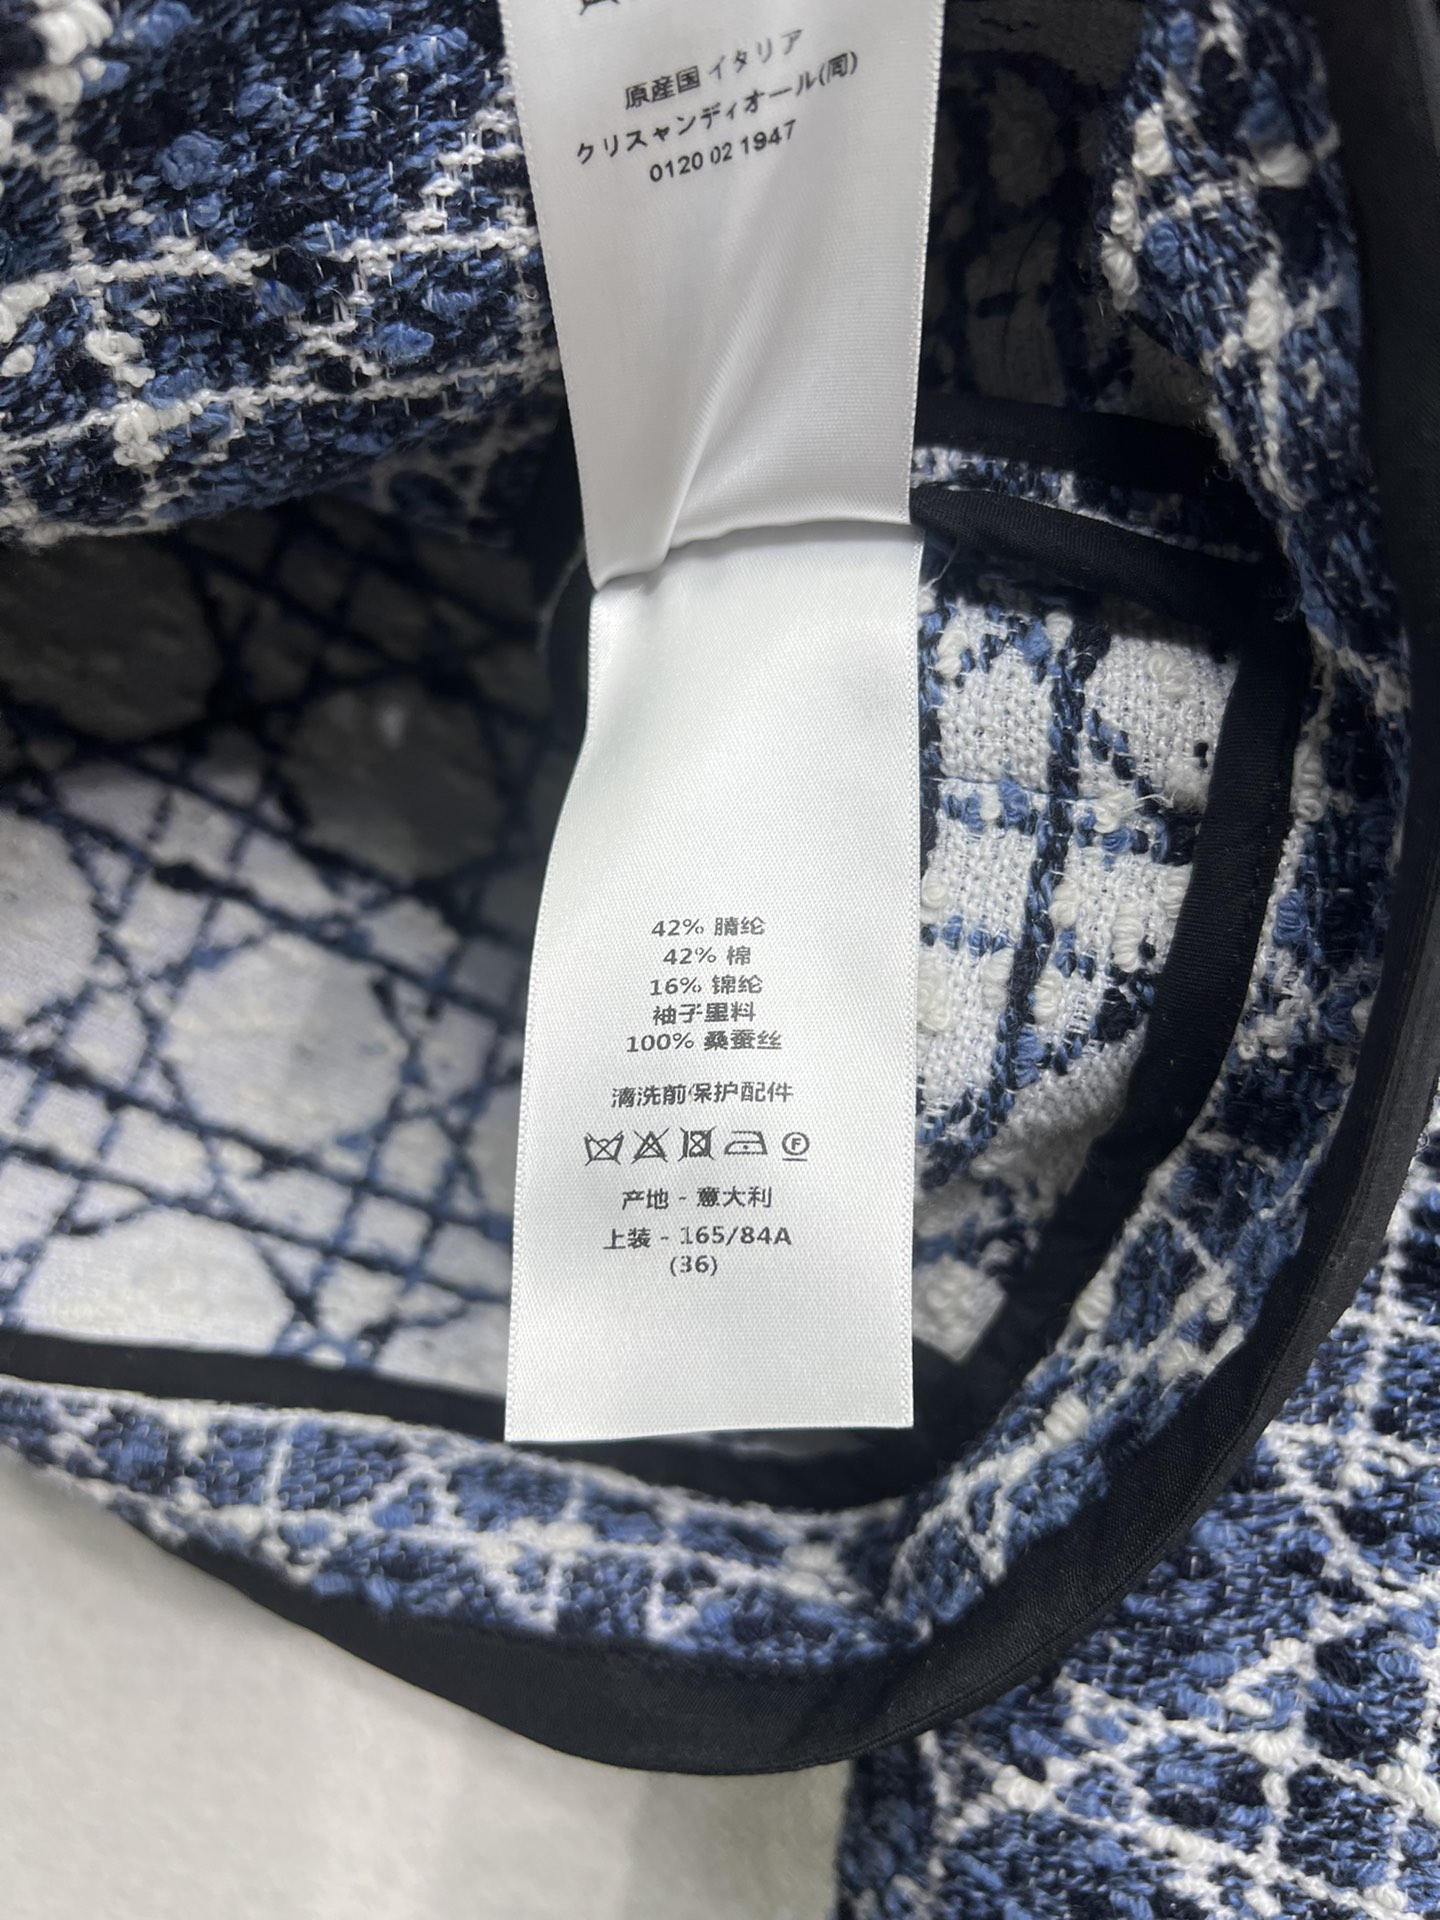 原産国 イタリア
クリスャンディオール(同)
0120 02 1947
42% 腈纶
42% 棉
16% 锦纶
袖子里料
100% 桑蚕丝
清洗前保护配件
产地 - 意大利
上装 - 165/84A
(36)